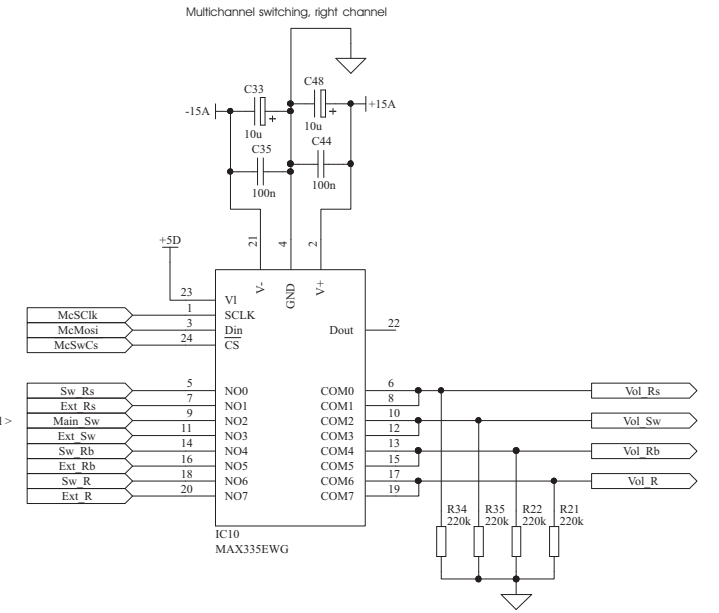 Multichannel switching, right channel
C33
C48
-15A
+15A
+
+
10u
10u
C35
C44
100n
100n
+5D
21
4
2
V-
GND
V+
23
Vl
McSClk
1
SCLK
McMosi
3
Din
Dout
22
McSwCs
24
CS
Sw_Rs
5
NO0
COM0
6
Vol_Rs
Ext_Rs
7
NO1
COM1
8
1>
Main_Sw
9
NO2
COM2
10
Vol_Sw
Ext_Sw
11
NO3
COM3
12
Sw_Rb
14
NO4
COM4
13
Vol_Rb
Ext_Rb
16
NO5
COM5
15
Sw_R
18
NO6
COM6
17
Vol_R
Ext_R
20
NO7
COM7
19
R34
220k
R35
220k
R22
220k
R21
220k
IC10
MAX335EWG